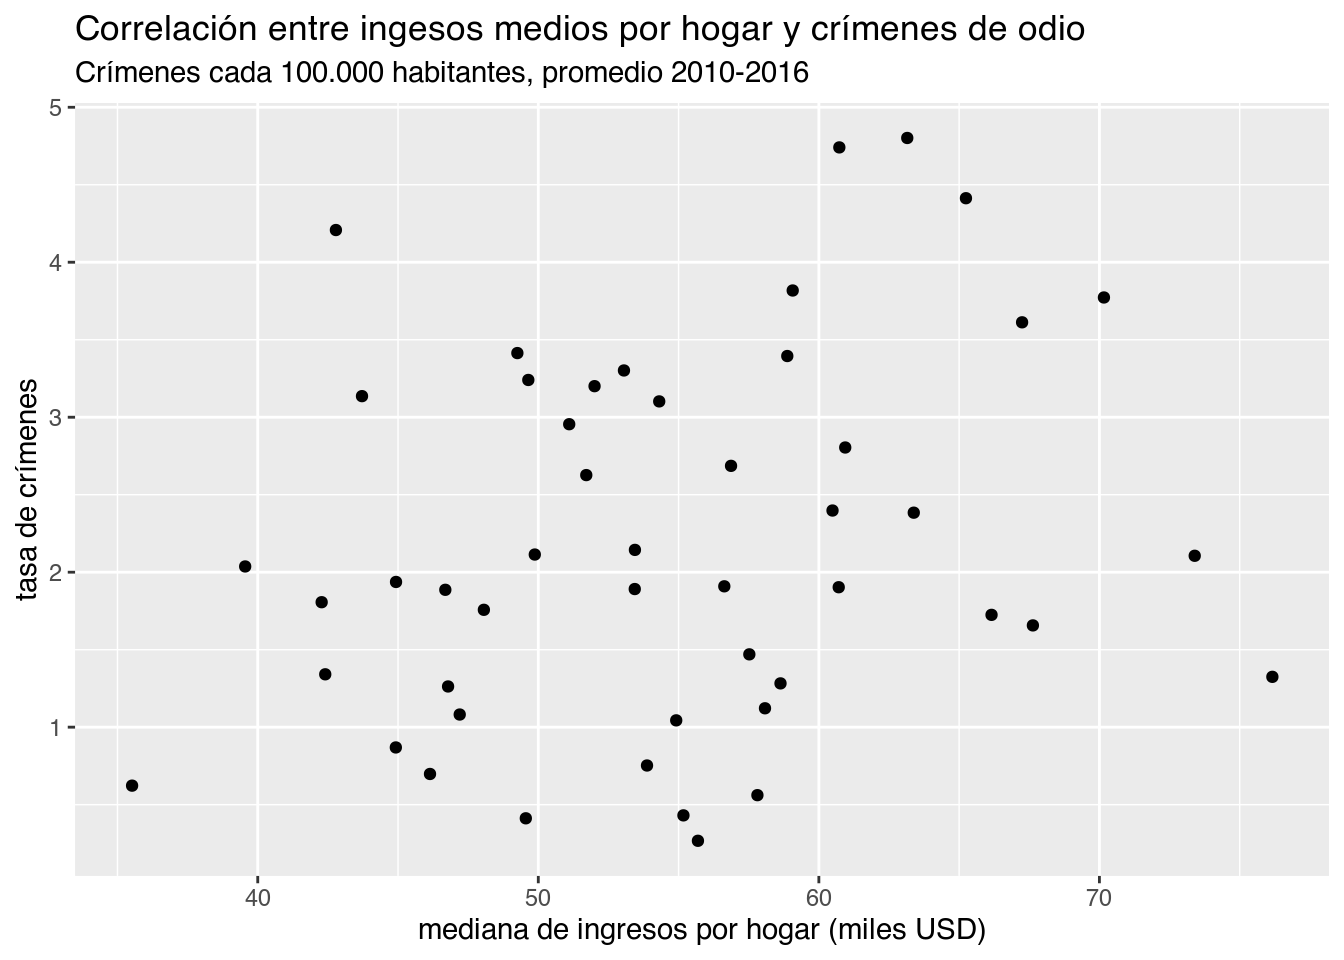 Correlación entre ingesos medios por hogar y crímenes de odio
Crímenes cada 100.000 habitantes, promedio 2010-2016
5
4
3
2
1
tasa de crímenes
40 50 60 70
mediana de ingresos por hogar (miles USD)